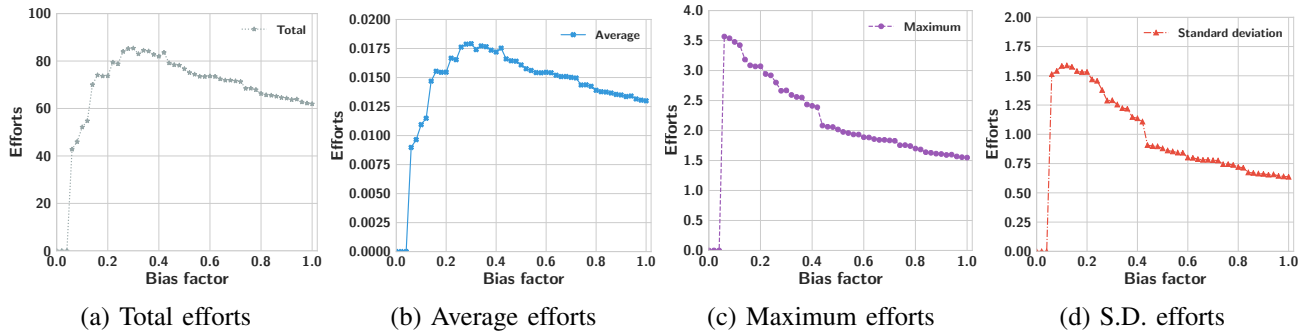 100
80
60
40
20
0
Efforts
0.0 0.2 0.4 0.6 0.8 1.0
Bias factor
Total
(a) Total efforts
0.0200
0.0175
0.0150
0.0125
0.0100
0.0075
0.0050
0.0025
0.0000
Efforts
0.0 0.2 0.4 0.6 0.8 1.0
Bias factor
Average
(b) Average efforts
4.0
3.5
3.0
2.5
2.0
1.5
1.0
0.5
0.0
Efforts
0.0 0.2 0.4 0.6 0.8 1.0
Bias factor
Maximum
(c) Maximum efforts
2.00
1.75
1.50
1.25
1.00
0.75
0.50
0.25
0.00
Efforts
0.0 0.2 0.4 0.6 0.8 1.0
Bias factor
Standard deviation
(d) S.D. efforts